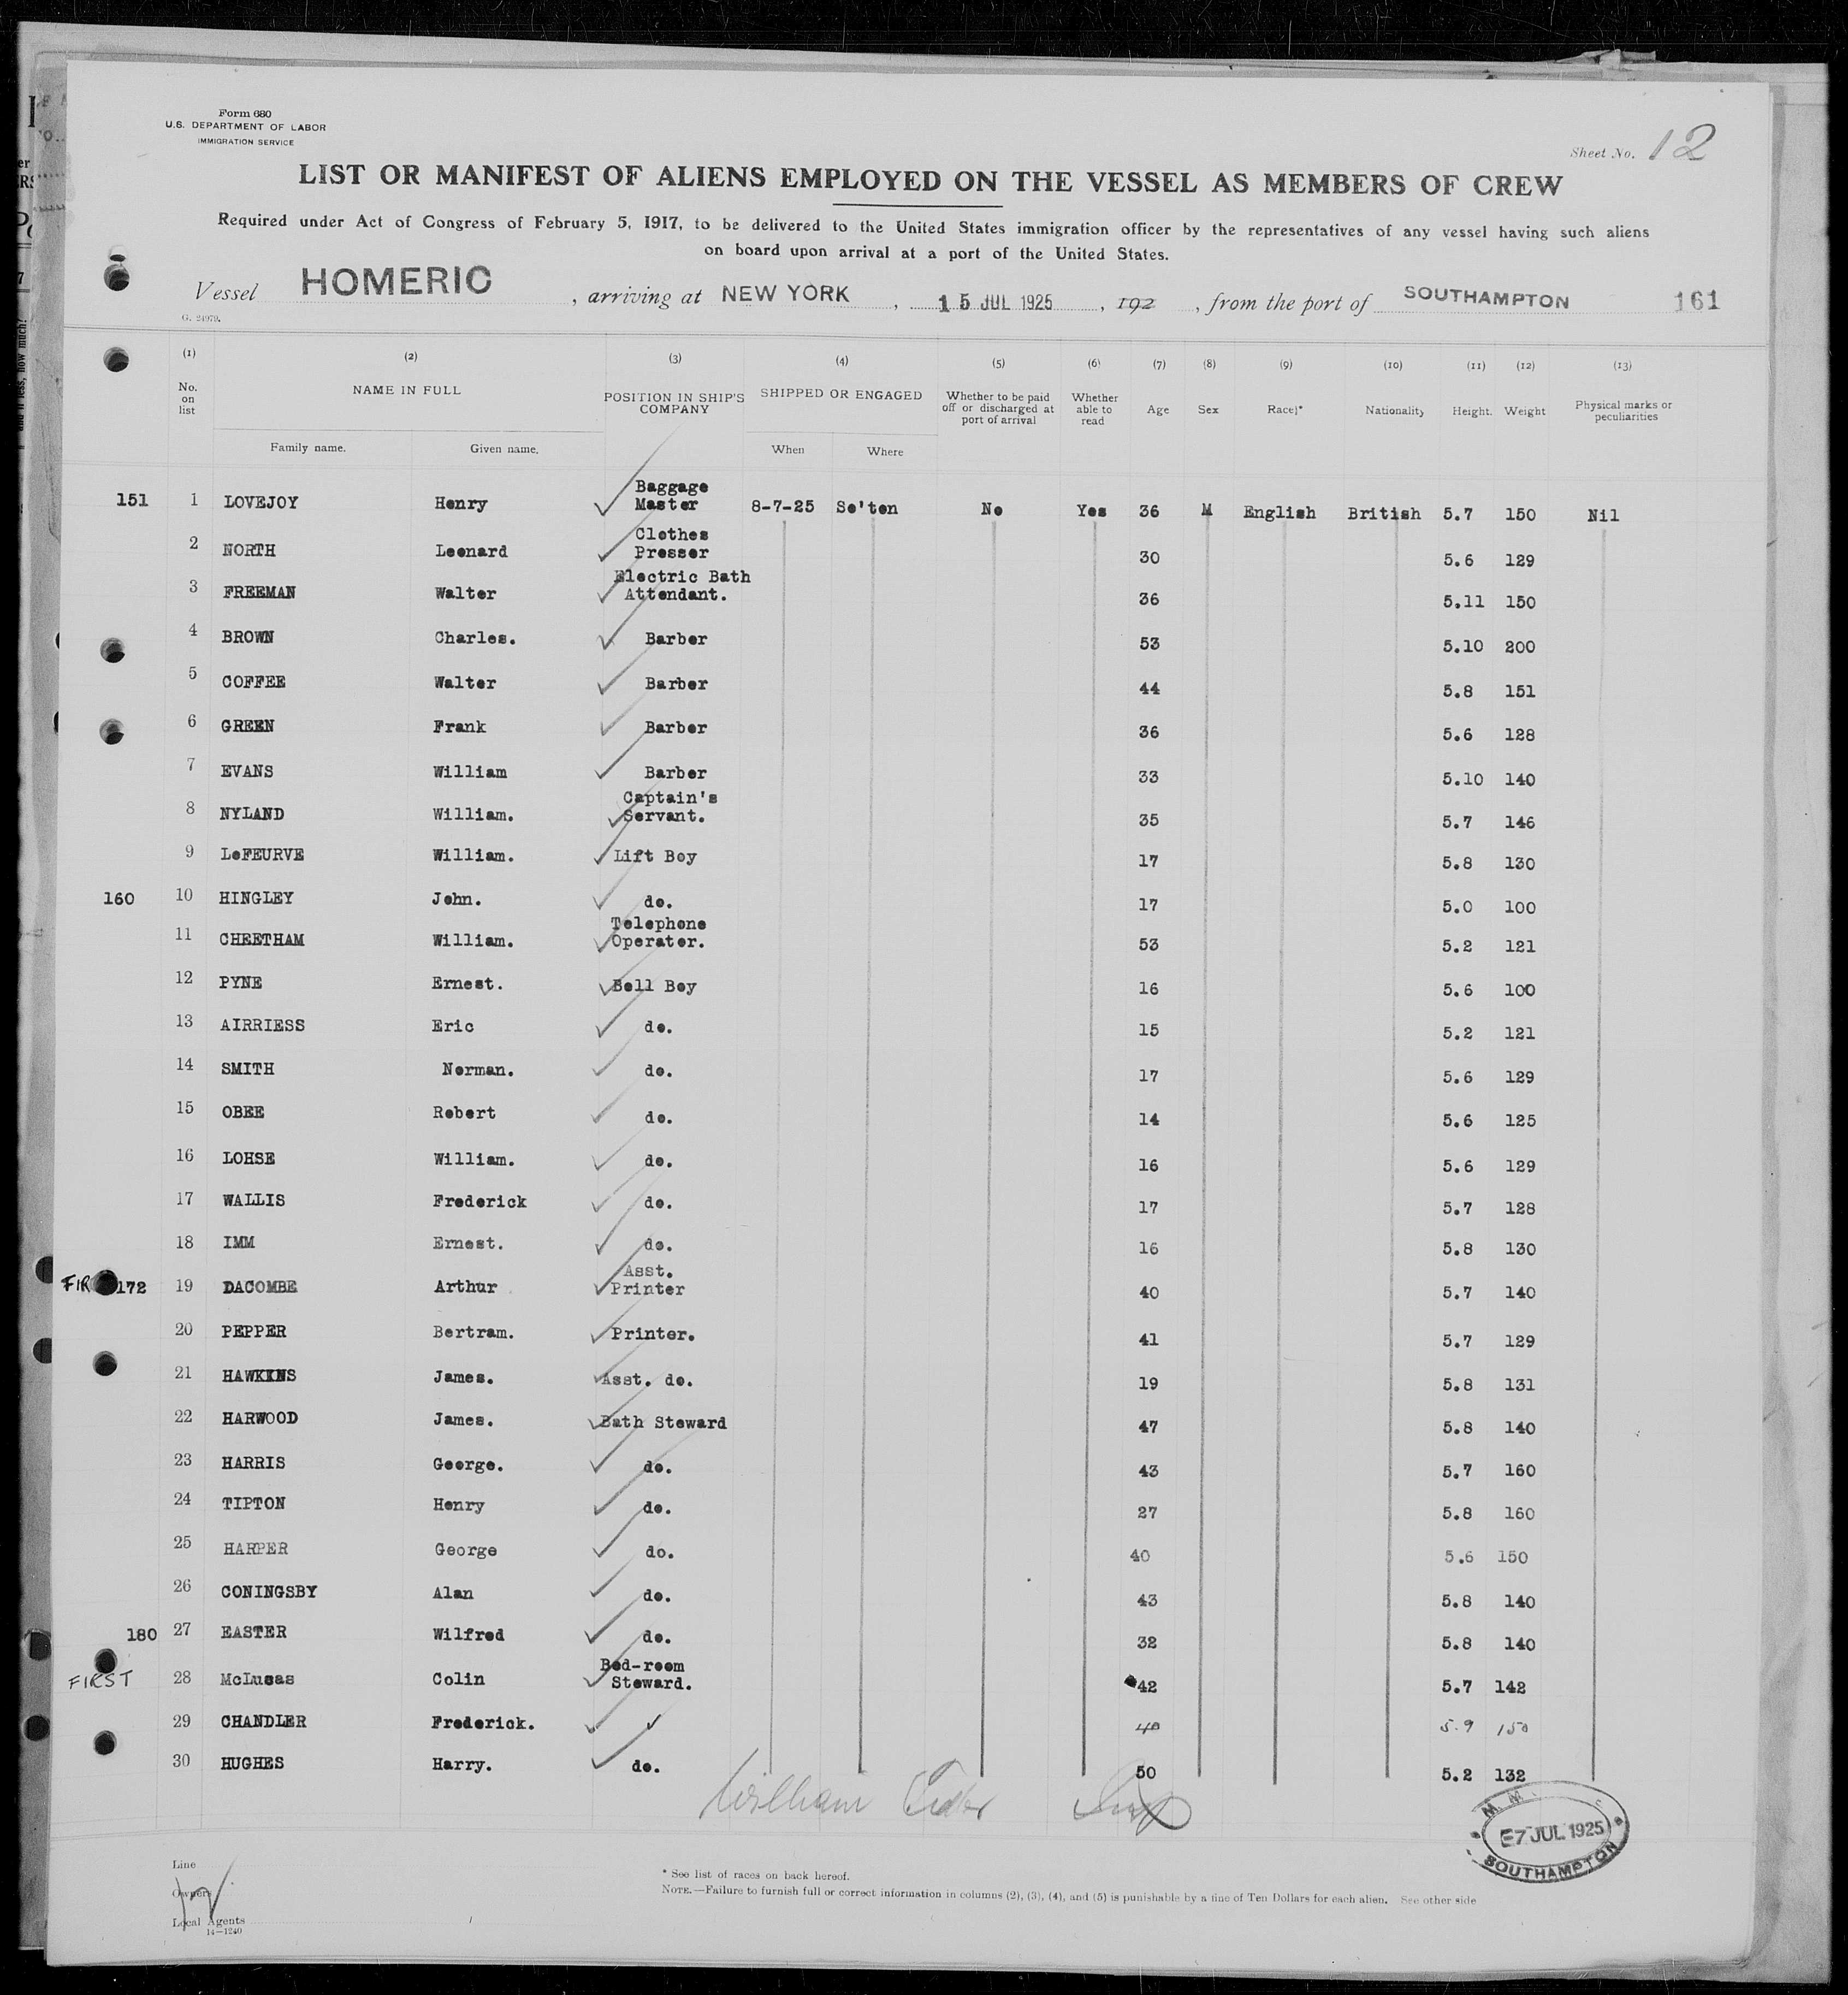 Form 680
U.S. DEPARTMENT OF LABOR
IMMIGRATION SERVICE
Sheet No. 12
LIST OR MANIFEST OF ALIENS EMPLOYED ON THE VESSEL AS MEMBERS OF CREW
Required under Act of Congress of February 5, 1917, to be delivered to the United States immigration officer by the representatives of any vessel having such aliens
on board upon arrival at a port of the United States.
Vessel HOMERIC, arriving at NEW YORK, 15 JUL 1925, 192 , from the port of SOUTHAMPTON 161
G. 24979.
(1) (2) (3) (4) (5) (6) (7) (8) (9) (10) (11) (12) (13)
No. on list NAME IN FULL POSITION IN SHIP'S COMPANY SHIPPED OR ENGAGED Whether to be paid off or discharged at port of arrival Whether able to read Age Sex Race)* Nationality Height. Weight Physical marks or peculiarities
Family name. Given name. When Where
151 1 LOVEJOY Henry Baggage Master 8-7-25 So'ton No Yes 36 M English British 5.7 150 Nil
2 NORTH Leonard Clothes Presser 30 5.6 129
3 FREEMAN Walter Electric Bath Attendant. 36 5.11 150
4 BROWN Charles. Barber 53 5.10 200
5 COFFEE Walter Barber 44 5.8 151
6 GREEN Frank Barber 36 5.6 128
7 EVANS William Barber 33 5.10 140
8 NYLAND William. Captain's Servant. 35 5.7 146
9 LeFEURVE William. Lift Boy 17 5.8 130
160 10 HINGLEY John. do. 17 5.0 100
11 CHEETHAM William. Telephone Operator. 53 5.2 121
12 PYNE Ernest. Bell Boy 16 5.6 100
13 AIRRIESS Eric do. 15 5.2 121
14 SMITH Norman. do. 17 5.6 129
15 OBEE Robert do. 14 5.6 125
16 LOHSE William. do. 16 5.6 129
17 WALLIS Frederick do. 17 5.7 128
18 IMM Ernest. do. 16 5.8 130
172 19 DACOMBE Arthur Asst. Printer 40 5.7 140
20 PEPPER Bertram. Printer. 41 5.7 129
21 HAWKINS James. Asst. do. 19 5.8 131
22 HARWOOD James. Bath Steward 47 5.8 140
23 HARRIS George. do. 43 5.7 160
24 TIPTON Henry do. 27 5.8 160
25 HARPER George do. 40 5.6 150
26 CONINGSBY Alan do. 43 5.8 140
180 27 EASTER Wilfred do. 32 5.8 140
FIRST 28 McLucas Colin Bed-room Steward. 42 5.7 142
29 CHANDLER Frederick. 40 5.9 150
30 HUGHES Harry. do. 50 5.2 132
William
7 JUL 1925
SOUTHAMPTON
Line
Owners
Local Agents
14-1240
* See list of races on back hereof.
NOTE.—Failure to furnish full or correct information in columns (2), (3), (4), and (5) is punishable by a fine of Ten Dollars for each alien. See other side